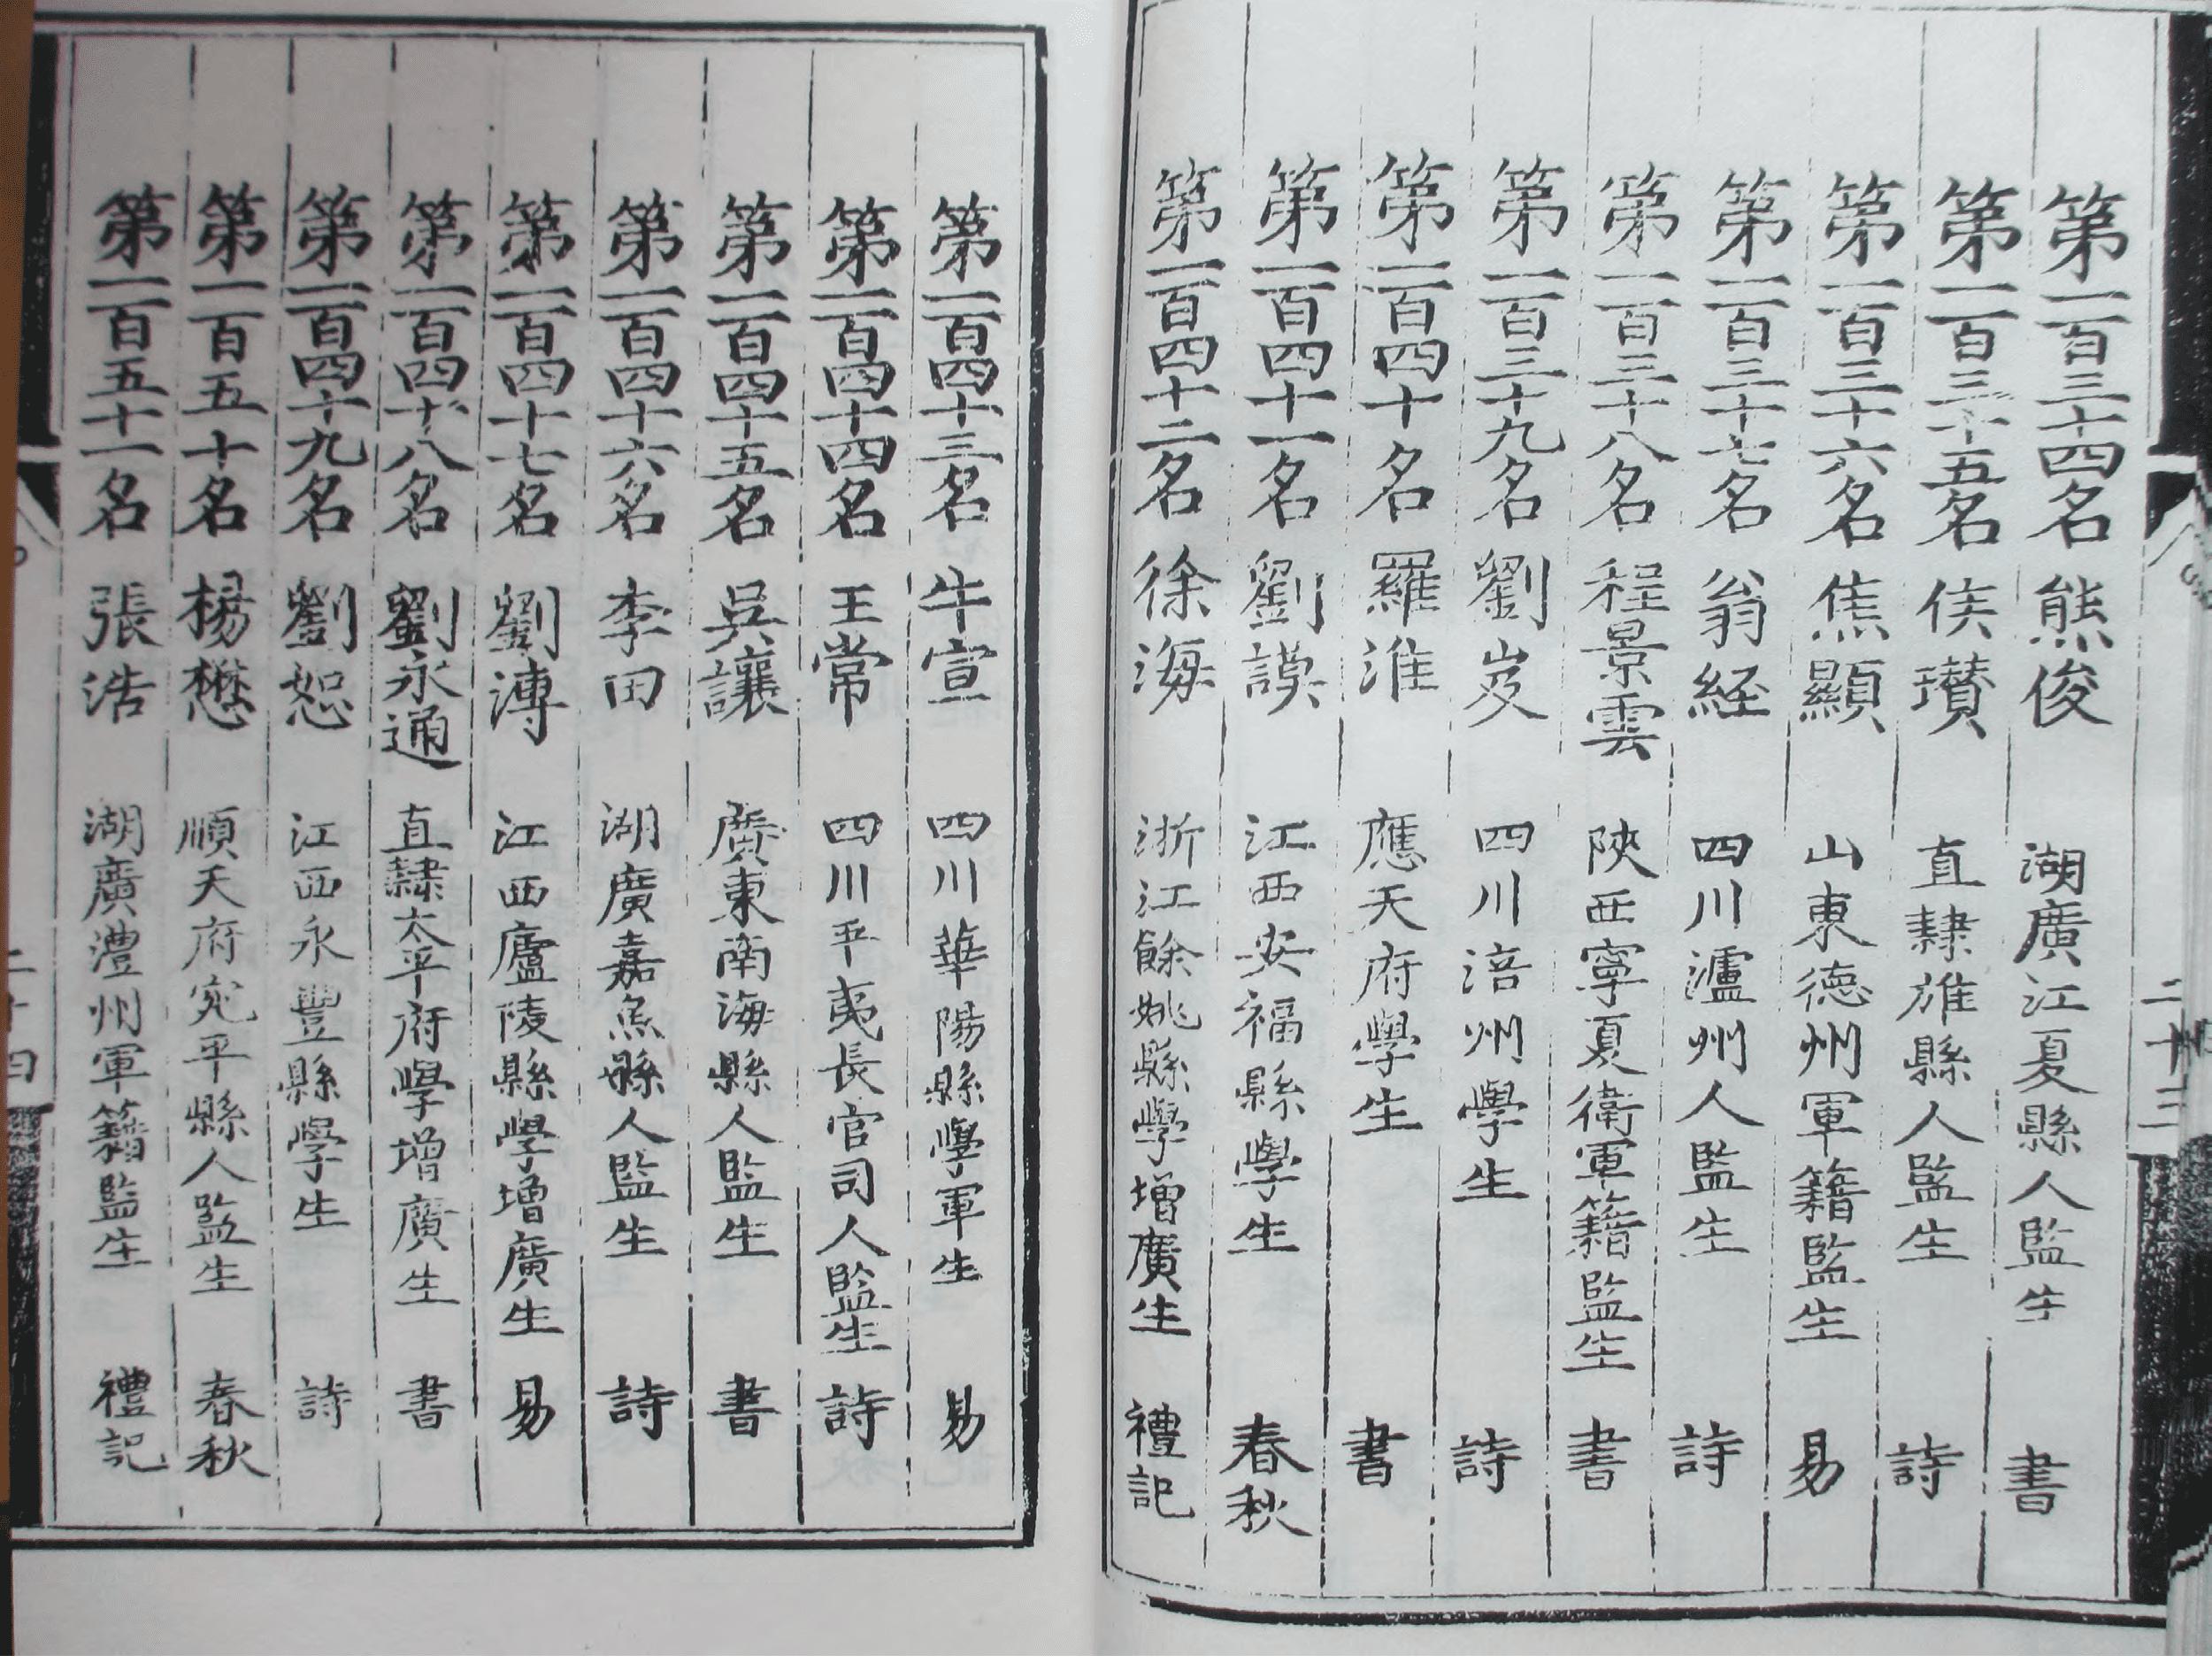 第一百三十四名 熊俊 湖廣江夏縣人監生 書
第一百三十五名 侯瓚 直隸雄縣人監生 詩
第一百三十六名 焦顯 山東德州軍籍監生 易
第一百三十七名 翁經 四川瀘州人監生 詩
第一百三十八名 程景雲 陝西寧夏衛軍籍監生 書
第一百三十九名 劉岌 四川涪州學生 詩
第一百四十名 羅淮 應天府學生 書
第一百四十一名 劉謨 江西安福縣學生 春秋
第一百四十二名 徐海 浙江餘姚縣學增廣生 禮記
二十三
第一百四十三名 牛宣 四川華陽縣學軍生 易
第一百四十四名 王常 四川平夷長官司人監生 詩
第一百四十五名 吳讓 廣東南海縣人監生 書
第一百四十六名 李田 湖廣嘉魚縣人監生 詩
第一百四十七名 劉溥 江西廬陵縣學增廣生 易
第一百四十八名 劉永通 直隸太平府學增廣生 書
第一百四十九名 劉恕 江西永豐縣學生 詩
第一百五十名 楊懋 順天府宛平縣人監生 春秋
第一百五十一名 張浩 湖廣澧州軍籍監生 禮記